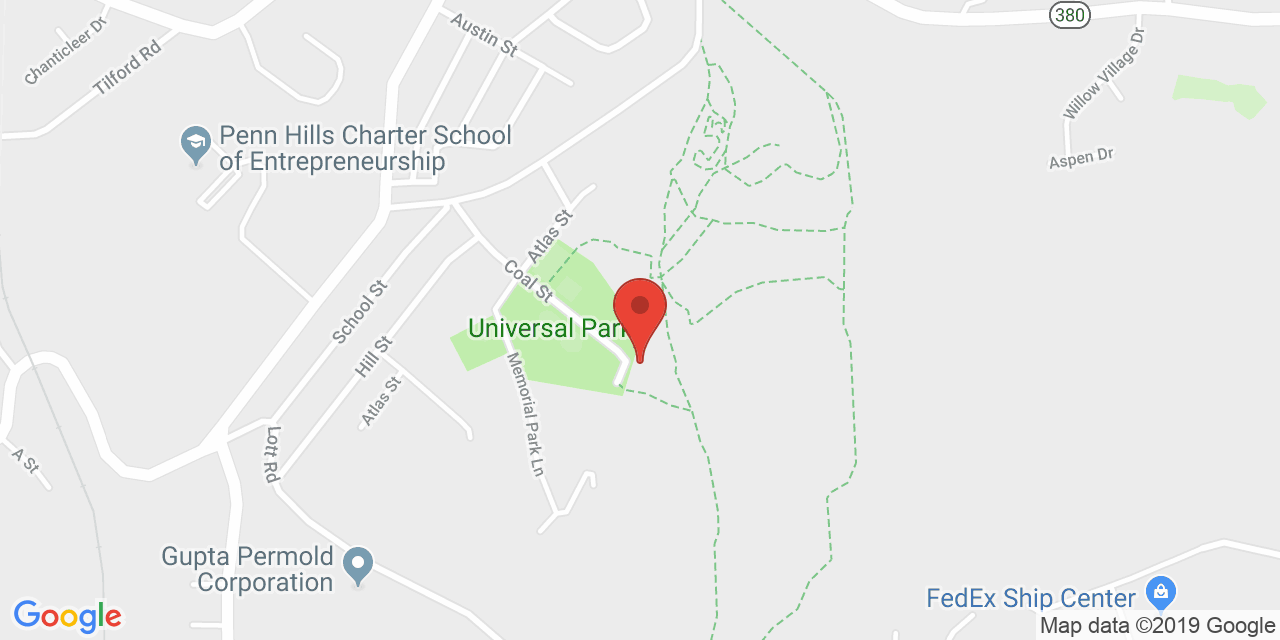 380
Austin St
Chanticleer Dr
Tilford Rd
Willow Village Dr
Penn Hills Charter School
of Entrepreneurship
Aspen Dr
Atlas St
Coal St
School St
Universal Park
Hill St
Memorial Park Ln
Atlas St
Lott Rd
A St
Gupta Permold
Corporation
FedEx Ship Center
Google
Map data ©2019 Google